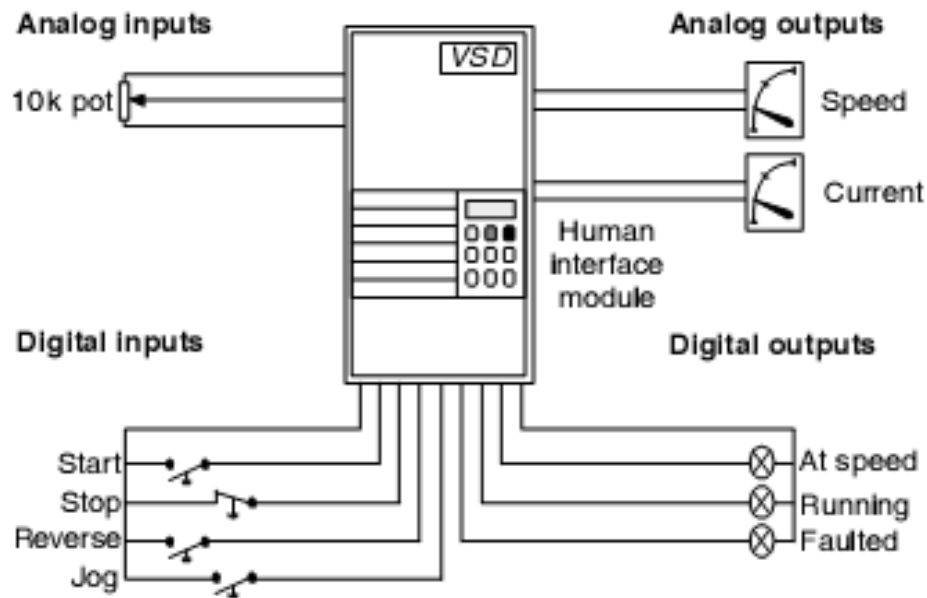 Analog inputs
10k pot
VSD
Analog outputs
Speed
Current
Human
interface
module
Digital inputs
Start
Stop
Reverse
Jog
Digital outputs
At speed
Running
Faulted